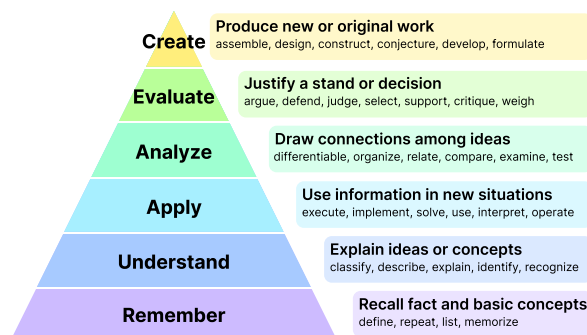 Create
Produce new or original work
assemble, design, construct, conjecture, develop, formulate
Evaluate
Justify a stand or decision
argue, defend, judge, select, support, critique, weigh
Analyze
Draw connections among ideas
differentiable, organize, relate, compare, examine, test
Apply
Use information in new situations
execute, implement, solve, use, interpret, operate
Understand
Explain ideas or concepts
classify, describe, explain, identify, recognize
Remember
Recall fact and basic concepts
define, repeat, list, memorize